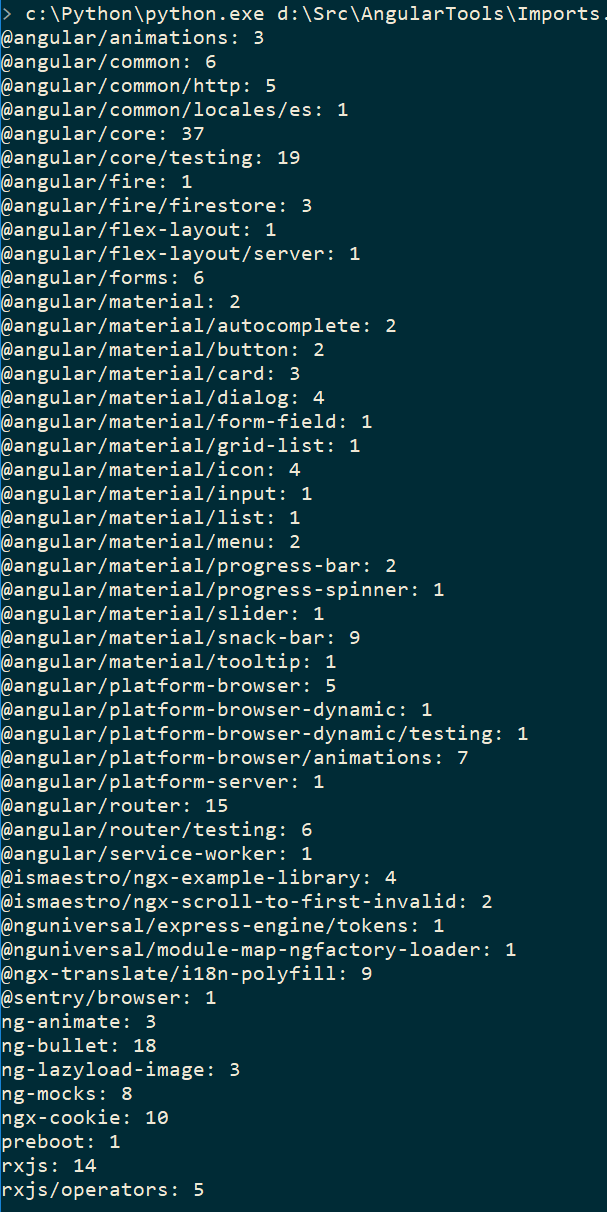 > c:\Python\python.exe d:\Src\AngularTools\Imports.
@angular/animations: 3
@angular/common: 6
@angular/common/http: 5
@angular/common/locales/es: 1
@angular/core: 37
@angular/core/testing: 19
@angular/fire: 1
@angular/fire/firestore: 3
@angular/flex-layout: 1
@angular/flex-layout/server: 1
@angular/forms: 6
@angular/material: 2
@angular/material/autocomplete: 2
@angular/material/button: 2
@angular/material/card: 3
@angular/material/dialog: 4
@angular/material/form-field: 1
@angular/material/grid-list: 1
@angular/material/icon: 4
@angular/material/input: 1
@angular/material/list: 1
@angular/material/menu: 2
@angular/material/progress-bar: 2
@angular/material/progress-spinner: 1
@angular/material/slider: 1
@angular/material/snack-bar: 9
@angular/material/tooltip: 1
@angular/platform-browser: 5
@angular/platform-browser-dynamic: 1
@angular/platform-browser-dynamic/testing: 1
@angular/platform-browser/animations: 7
@angular/platform-server: 1
@angular/router: 15
@angular/router/testing: 6
@angular/service-worker: 1
@ismaestro/ngx-example-library: 4
@ismaestro/ngx-scroll-to-first-invalid: 2
@nguniversal/express-engine/tokens: 1
@nguniversal/module-map-ngfactory-loader: 1
@ngx-translate/i18n-polyfill: 9
@sentry/browser: 1
ng-animate: 3
ng-bullet: 18
ng-lazyload-image: 3
ng-mocks: 8
ngx-cookie: 10
preboot: 1
rxjs: 14
rxjs/operators: 5